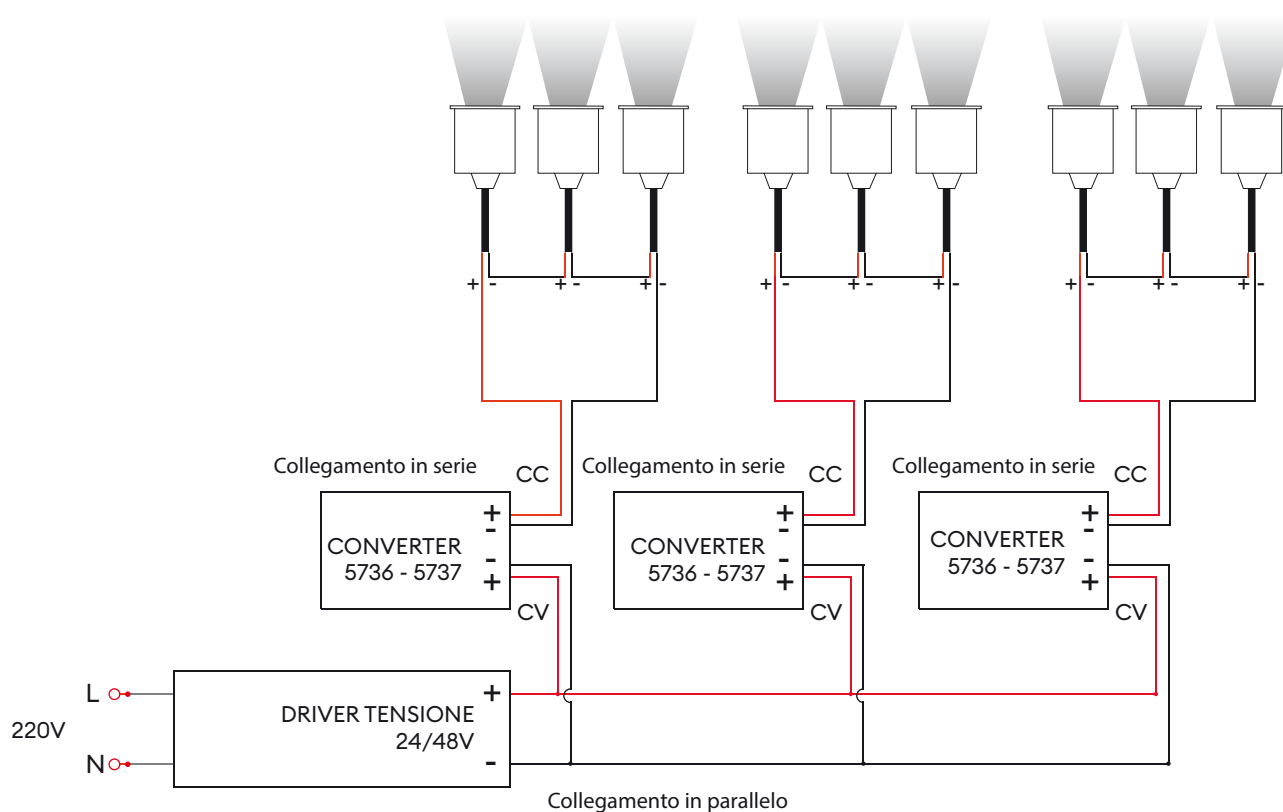 + - + - + -
+ - + - + -
+ - + - + -
Collegamento in serie
CC
Collegamento in serie
CC
Collegamento in serie
CC
+
-
CONVERTER
5736 - 5737
-
+
CV
+
-
CONVERTER
5736 - 5737
-
+
CV
+
-
CONVERTER
5736 - 5737
-
+
CV
L
220V
N
DRIVER TENSIONE
24/48V
+
-
Collegamento in parallelo